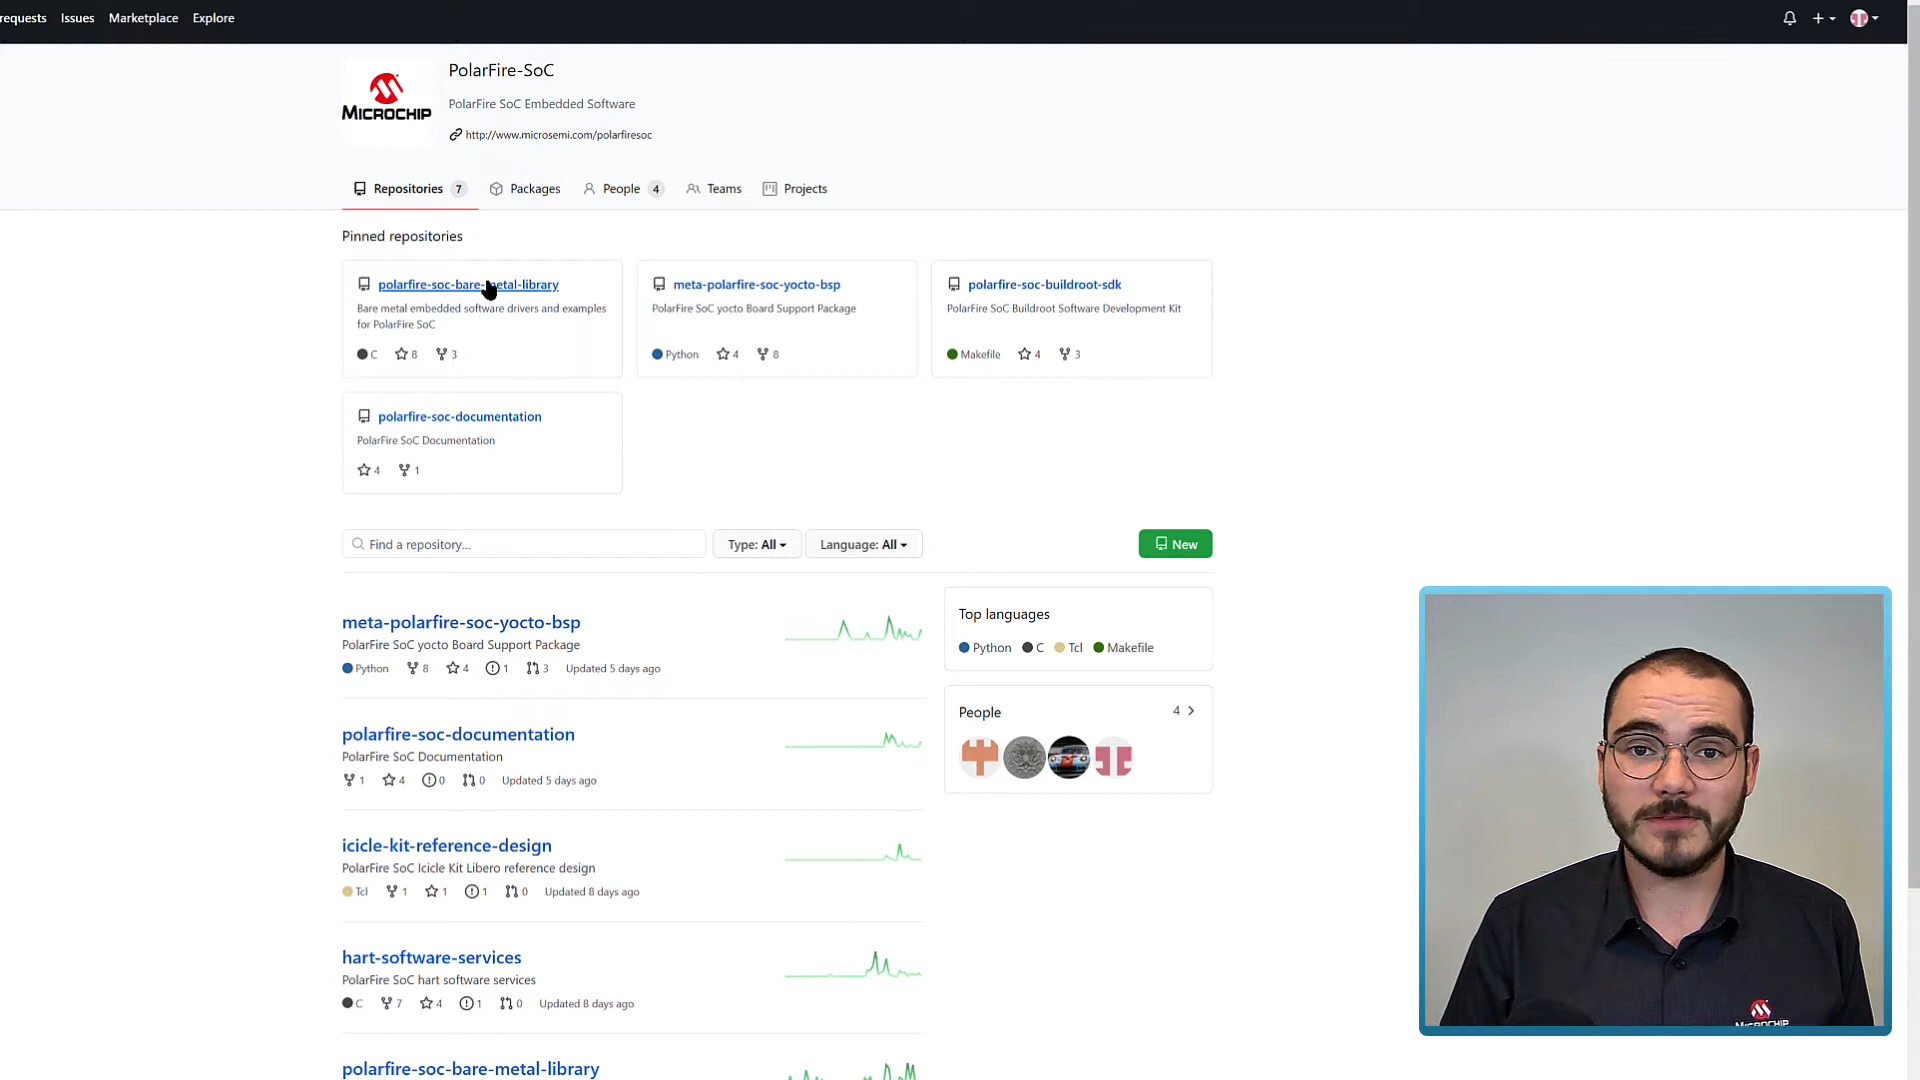 requests Issues Marketplace Explore
MICROCHIP
PolarFire-SoC
PolarFire SoC Embedded Software
http://www.microsemi.com/polarfiresoc
Repositories 7 Packages People 4 Teams Projects
Pinned repositories
polarfire-soc-bare-metal-library
Bare metal embedded software drivers and examples
for PolarFire SoC
C 8 3
meta-polarfire-soc-yocto-bsp
PolarFire SoC yocto Board Support Package
Python 4 8
polarfire-soc-buildroot-sdk
PolarFire SoC Buildroot Software Development Kit
Makefile 4 3
polarfire-soc-documentation
PolarFire SoC Documentation
4 1
Find a repository...
Type: All
Language: All
New
meta-polarfire-soc-yocto-bsp
PolarFire SoC yocto Board Support Package
Python 8 4 1 3 Updated 5 days ago
polarfire-soc-documentation
PolarFire SoC Documentation
1 4 0 0 Updated 5 days ago
icicle-kit-reference-design
PolarFire SoC Icicle Kit Libero reference design
Tcl 1 1 1 0 Updated 8 days ago
hart-software-services
PolarFire SoC hart software services
C 7 4 1 0 Updated 8 days ago
polarfire-soc-bare-metal-library
Top languages
Python C Tcl Makefile
People 4
MICROCHIP